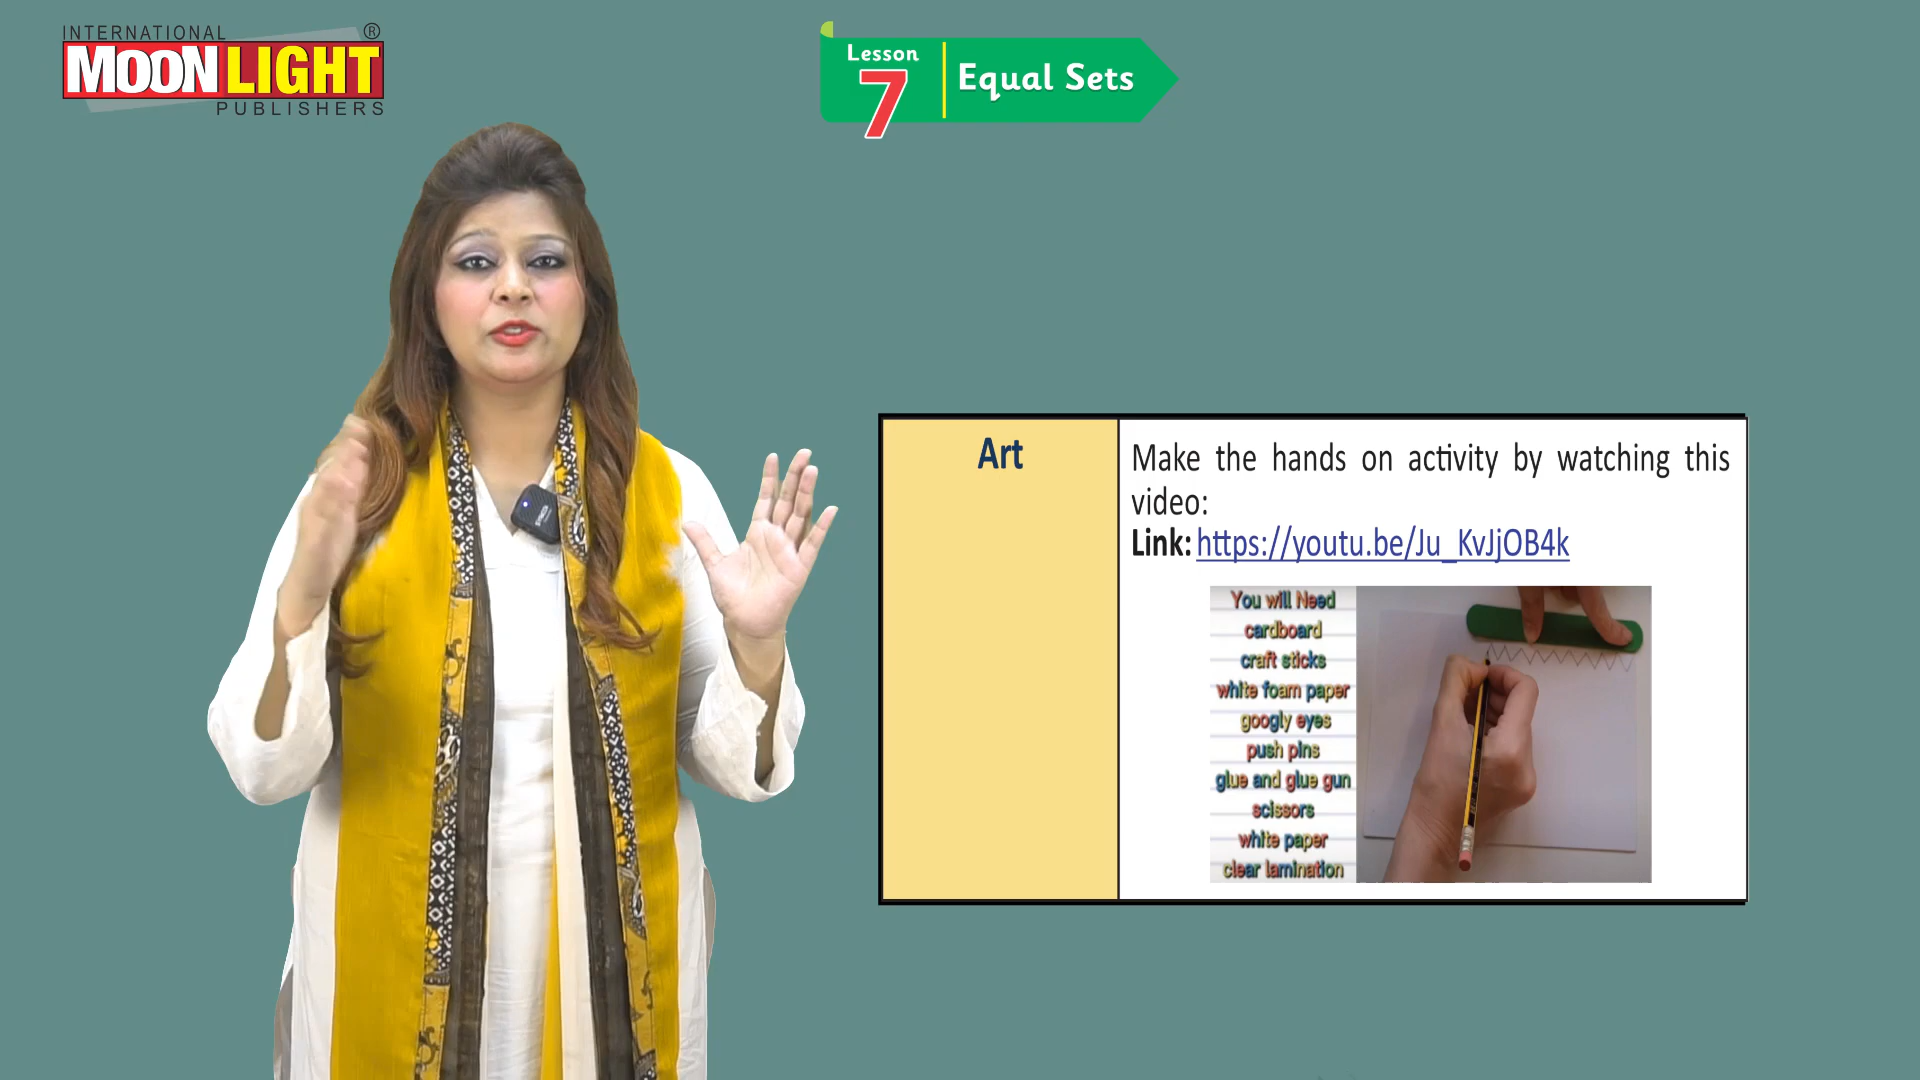 INTERNATIONAL
®
MOONLIGHT
PUBLISHERS
Lesson
7
Equal Sets
Art
Make the hands on activity by watching this
video:
Link: https://youtu.be/Ju_KvJjOB4k
You will Need
cardboard
craft sticks
white foam paper
googly eyes
push pins
glue and glue gun
scissors
white paper
clear lamination